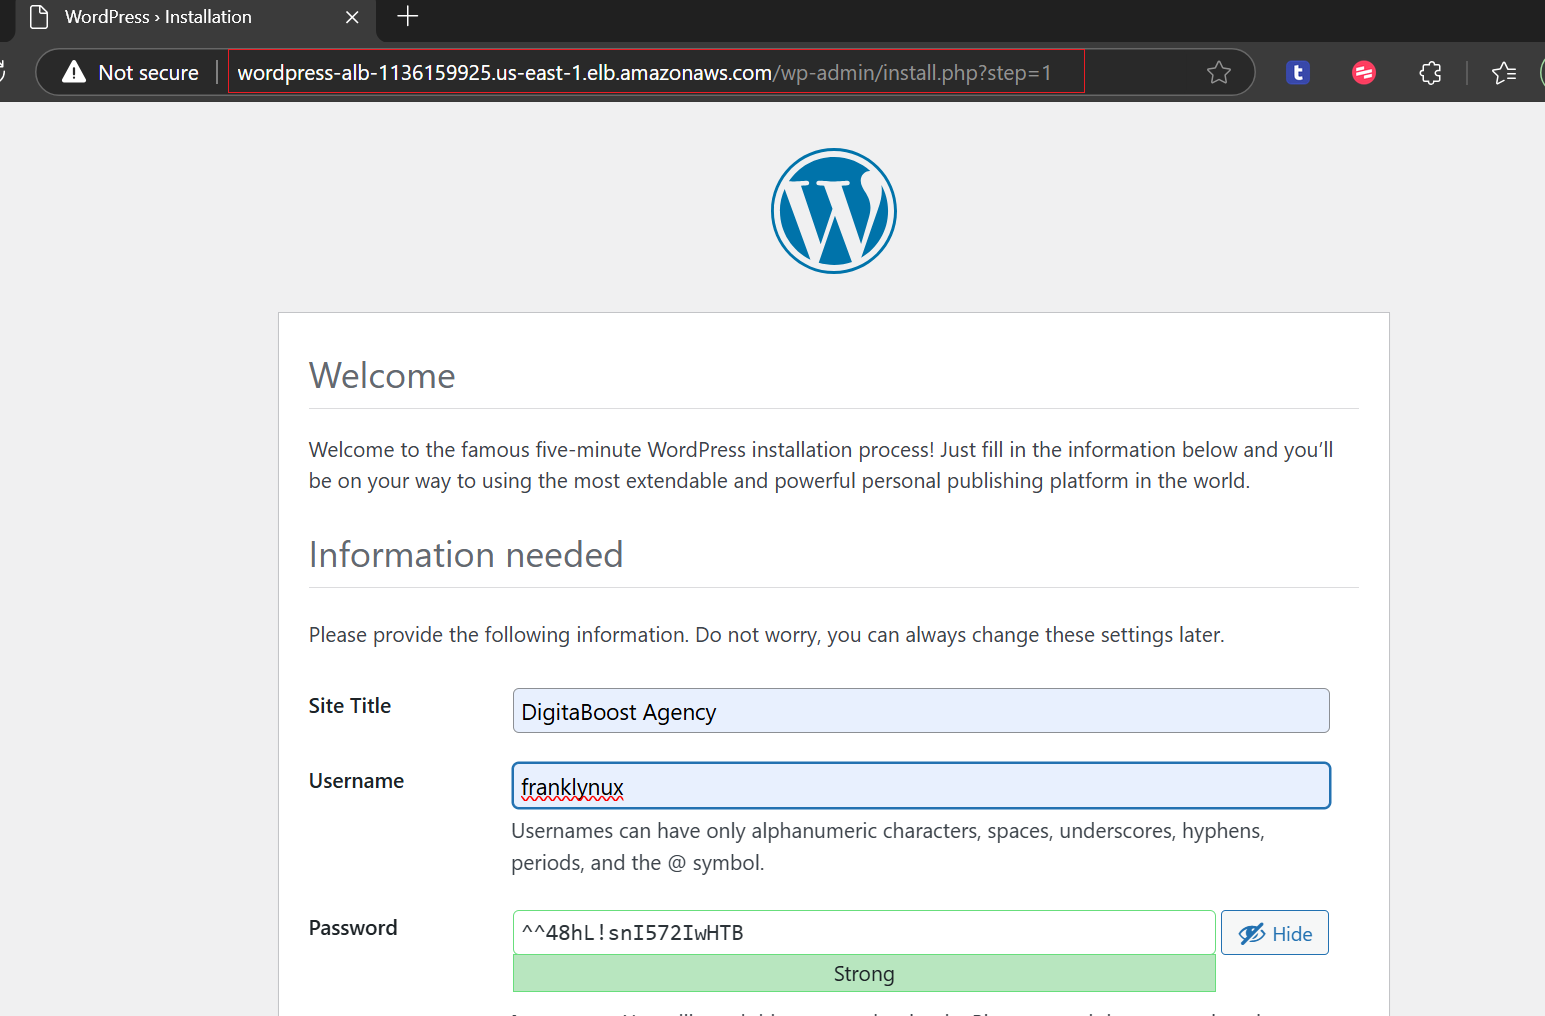 WordPress › Installation
Not secure
wordpress-alb-1136159925.us-east-1.elb.amazonaws.com/wp-admin/install.php?step=1
Welcome
Welcome to the famous five-minute WordPress installation process! Just fill in the information below and you’ll
be on your way to using the most extendable and powerful personal publishing platform in the world.
Information needed
Please provide the following information. Do not worry, you can always change these settings later.
Site Title
DigitaBoost Agency
Username
franklynux
Usernames can have only alphanumeric characters, spaces, underscores, hyphens,
periods, and the @ symbol.
Password
^^48hL!snI572IwHTB
Hide
Strong